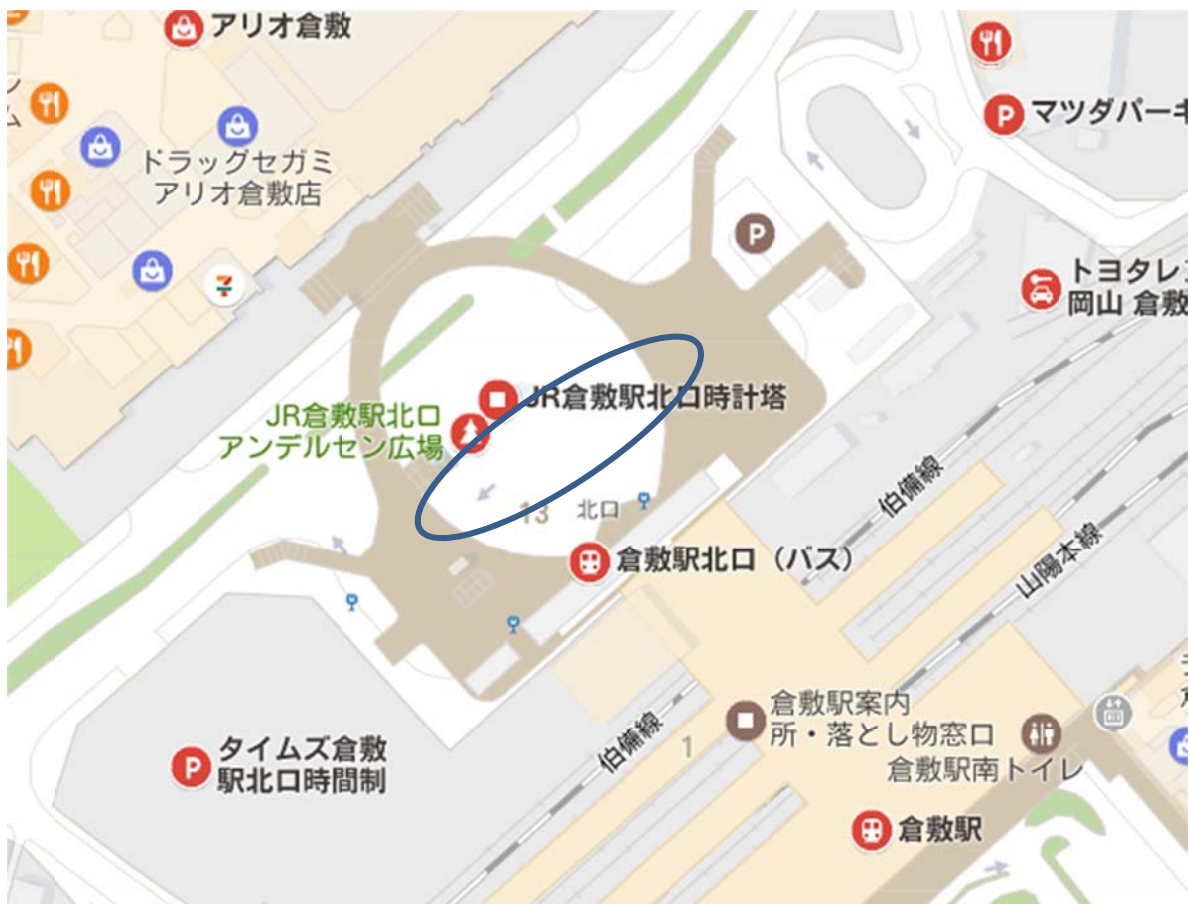 アリオ倉敷
マツダパーキ
ドラッグセガミ
アリオ倉敷店
トヨタレ
岡山 倉敷
JR倉敷駅北口時計塔
JR倉敷駅北口
アンデルセン広場
伯備線
13
北口
倉敷駅北口（バス）
山陽本線
倉敷駅案内
所・落とし物窓口
伯備線
1
倉敷駅南トイレ
タイムズ倉敷
駅北口時間制
倉敷駅
P
P
P
7